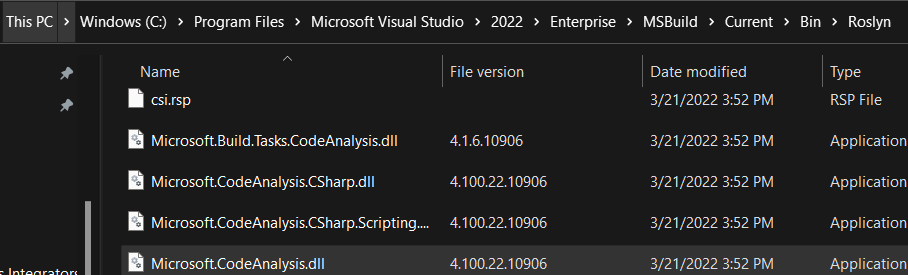 This PC > Windows (C:) > Program Files > Microsoft Visual Studio > 2022 > Enterprise > MSBuild > Current > Bin > Roslyn
Name File version Date modified Type
csi.rsp 3/21/2022 3:52 PM RSP File
Microsoft.Build.Tasks.CodeAnalysis.dll 4.1.6.10906 3/21/2022 3:52 PM Application
Microsoft.CodeAnalysis.CSharp.dll 4.100.22.10906 3/21/2022 3:52 PM Application
Microsoft.CodeAnalysis.CSharp.Scripting.... 4.100.22.10906 3/21/2022 3:52 PM Application
Microsoft.CodeAnalysis.dll 4.100.22.10906 3/21/2022 3:52 PM Application